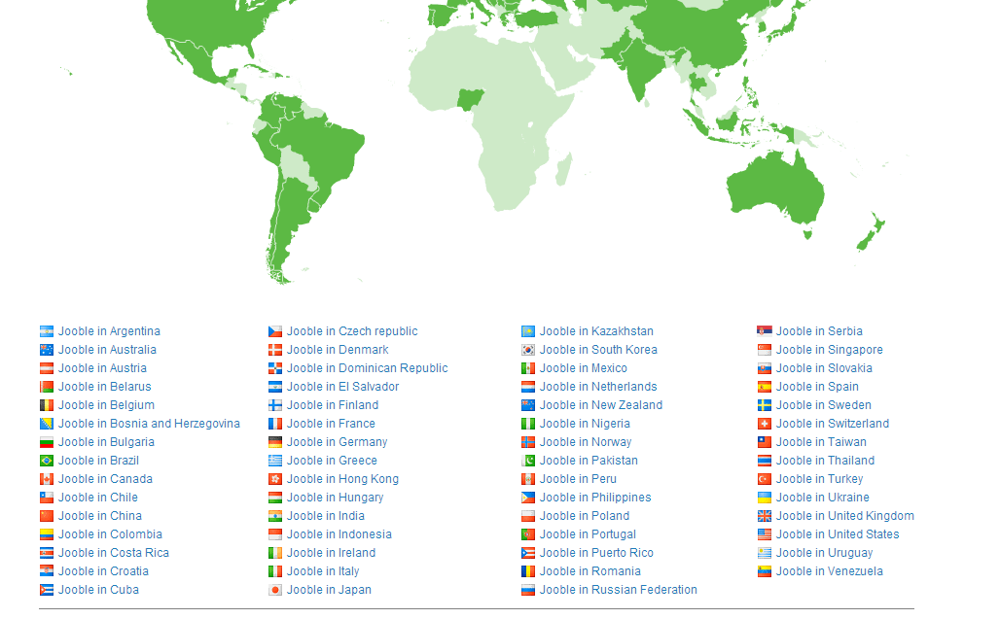 Jooble in Argentina
Jooble in Australia
Jooble in Austria
Jooble in Belarus
Jooble in Belgium
Jooble in Bosnia and Herzegovina
Jooble in Bulgaria
Jooble in Brazil
Jooble in Canada
Jooble in Chile
Jooble in China
Jooble in Colombia
Jooble in Costa Rica
Jooble in Croatia
Jooble in Cuba
Jooble in Czech republic
Jooble in Denmark
Jooble in Dominican Republic
Jooble in El Salvador
Jooble in Finland
Jooble in France
Jooble in Germany
Jooble in Greece
Jooble in Hong Kong
Jooble in Hungary
Jooble in India
Jooble in Indonesia
Jooble in Ireland
Jooble in Italy
Jooble in Japan
Jooble in Kazakhstan
Jooble in South Korea
Jooble in Mexico
Jooble in Netherlands
Jooble in New Zealand
Jooble in Nigeria
Jooble in Norway
Jooble in Pakistan
Jooble in Peru
Jooble in Philippines
Jooble in Poland
Jooble in Portugal
Jooble in Puerto Rico
Jooble in Romania
Jooble in Russian Federation
Jooble in Serbia
Jooble in Singapore
Jooble in Slovakia
Jooble in Spain
Jooble in Sweden
Jooble in Switzerland
Jooble in Taiwan
Jooble in Thailand
Jooble in Turkey
Jooble in Ukraine
Jooble in United Kingdom
Jooble in United States
Jooble in Uruguay
Jooble in Venezuela